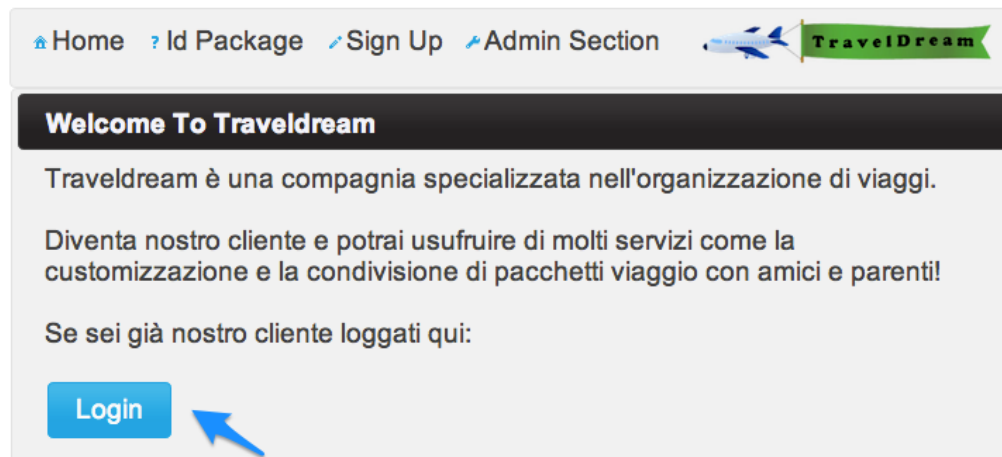 Home Id Package Sign Up Admin Section TravelDream
Welcome To Traveldream
Traveldream è una compagnia specializzata nell'organizzazione di viaggi.
Diventa nostro cliente e potrai usufruire di molti servizi come la
customizzazione e la condivisione di pacchetti viaggio con amici e parenti!
Se sei già nostro cliente loggati qui:
Login